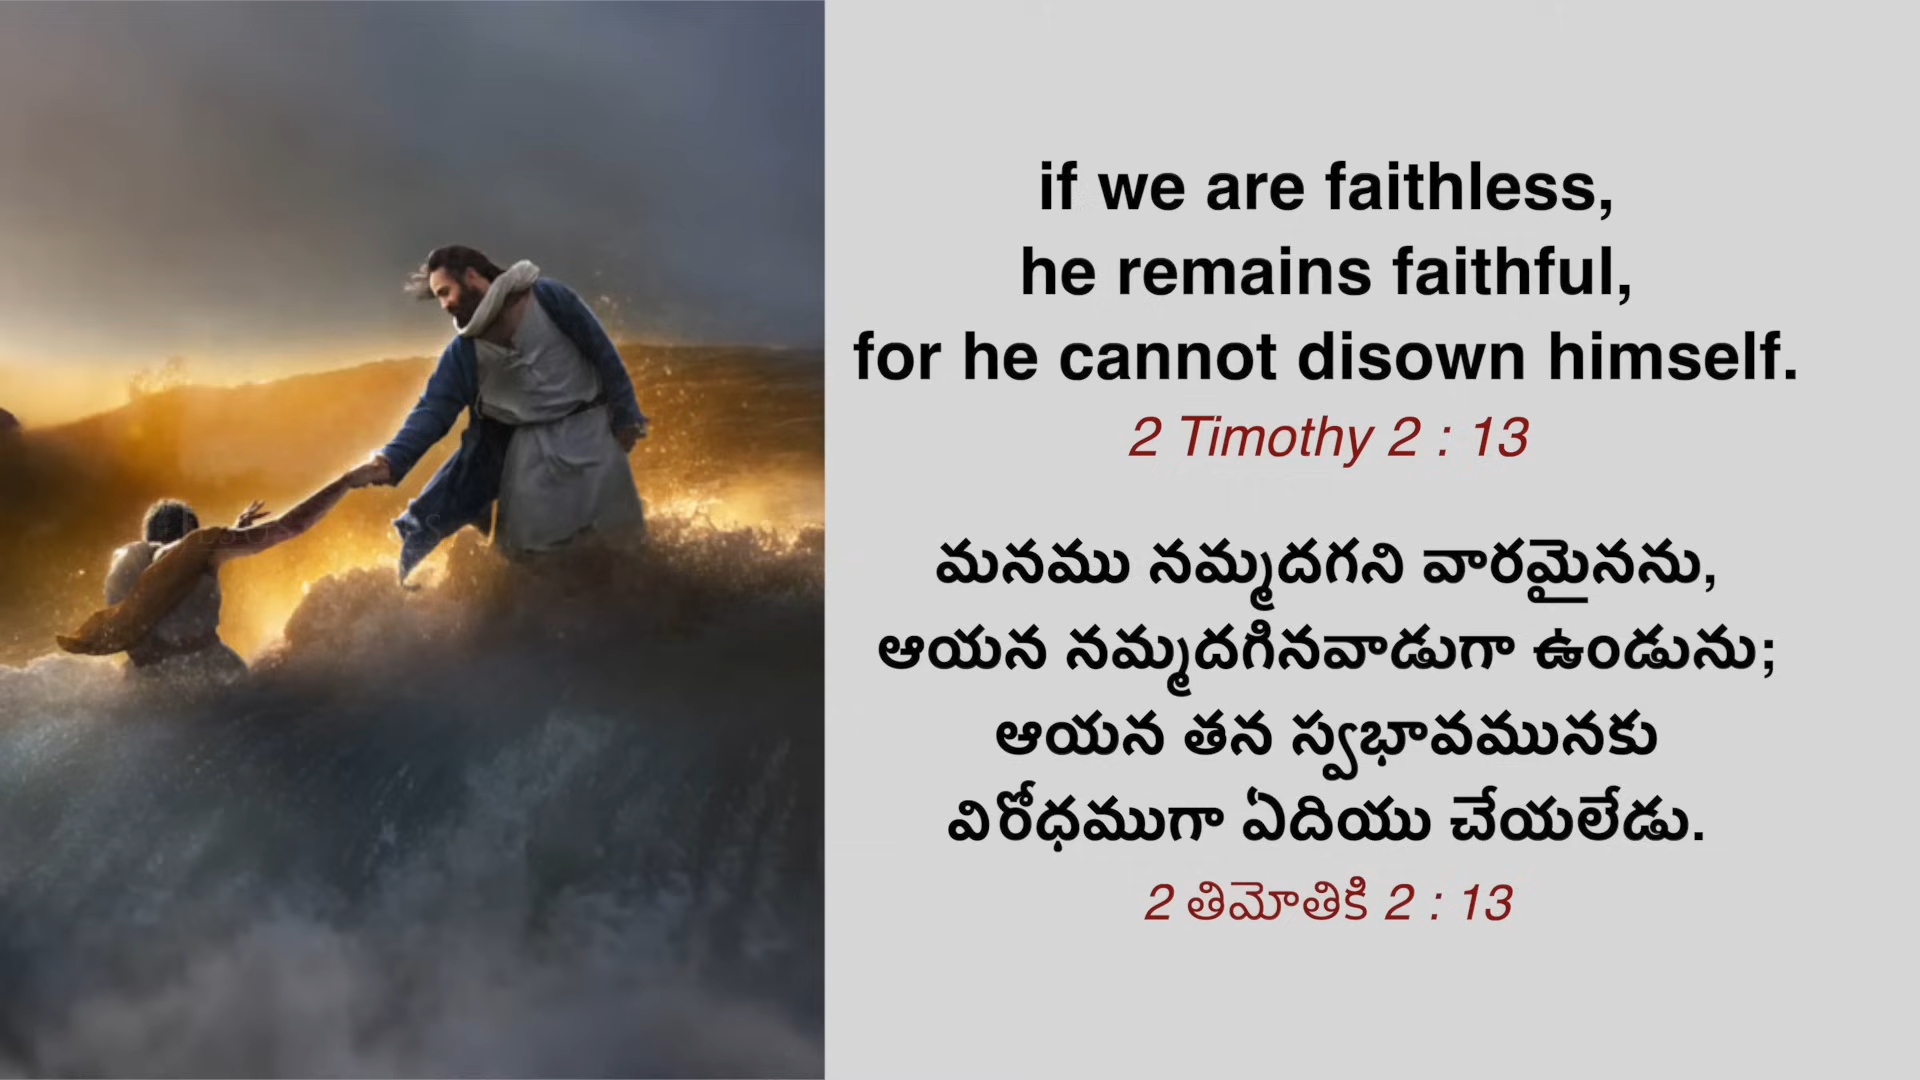 if we are faithless,
he remains faithful,
for he cannot disown himself.
2 Timothy 2 : 13
మనము నమ్మదగని వారమైనను,
ఆయన నమ్మదగినవాడుగా ఉండును;
ఆయన తన స్వభావమునకు
విరోధముగా ఏదియు చేయలేడు.
2 తిమోతికి 2 : 13